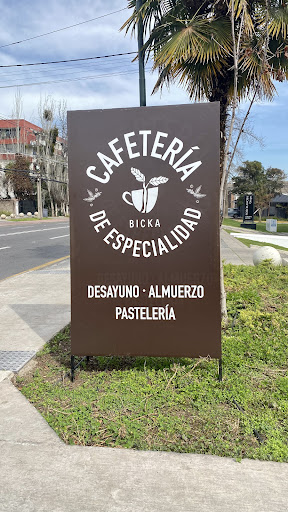 CAFETERÍA
BICKA
DE ESPECIALIDAD
DESAYUNO · ALMUERZO
PASTELERÍA